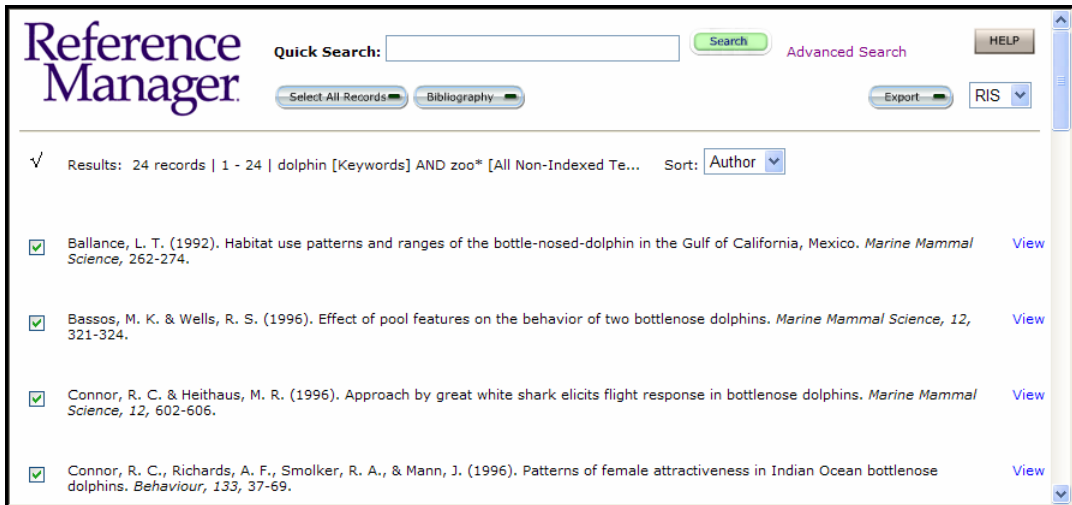 Reference
Manager
Quick Search:
Search
Advanced Search
HELP
Select All Records
Bibliography
Export
RIS
√ Results: 24 records | 1 - 24 | dolphin [Keywords] AND zoo* [All Non-Indexed Te... Sort: Author
Ballance, L. T. (1992). Habitat use patterns and ranges of the bottle-nosed-dolphin in the Gulf of California, Mexico. Marine Mammal View
Science, 262-274.
Bassos, M. K. & Wells, R. S. (1996). Effect of pool features on the behavior of two bottlenose dolphins. Marine Mammal Science, 12, View
321-324.
Connor, R. C. & Heithaus, M. R. (1996). Approach by great white shark elicits flight response in bottlenose dolphins. Marine Mammal View
Science, 12, 602-606.
Connor, R. C., Richards, A. F., Smolker, R. A., & Mann, J. (1996). Patterns of female attractiveness in Indian Ocean bottlenose View
dolphins. Behaviour, 133, 37-69.